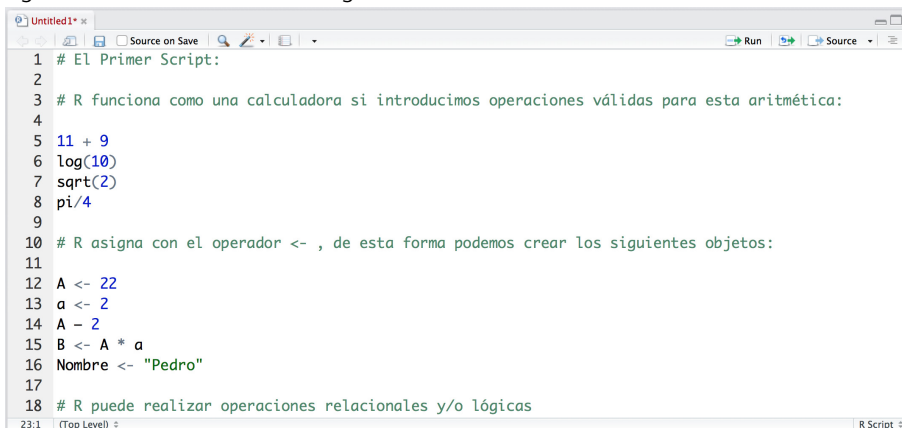 Untitled1*
Source on Save
Run
Source
1 # El Primer Script:
2
3 # R funciona como una calculadora si introducimos operaciones válidas para esta aritmética:
4
5 11 + 9
6 log(10)
7 sqrt(2)
8 pi/4
9
10 # R asigna con el operador <- , de esta forma podemos crear los siguientes objetos:
11
12 A <- 22
13 a <- 2
14 A – 2
15 B <- A * a
16 Nombre <- "Pedro"
17
18 # R puede realizar operaciones relacionales y/o lógicas
23:1 (Top Level) R Script